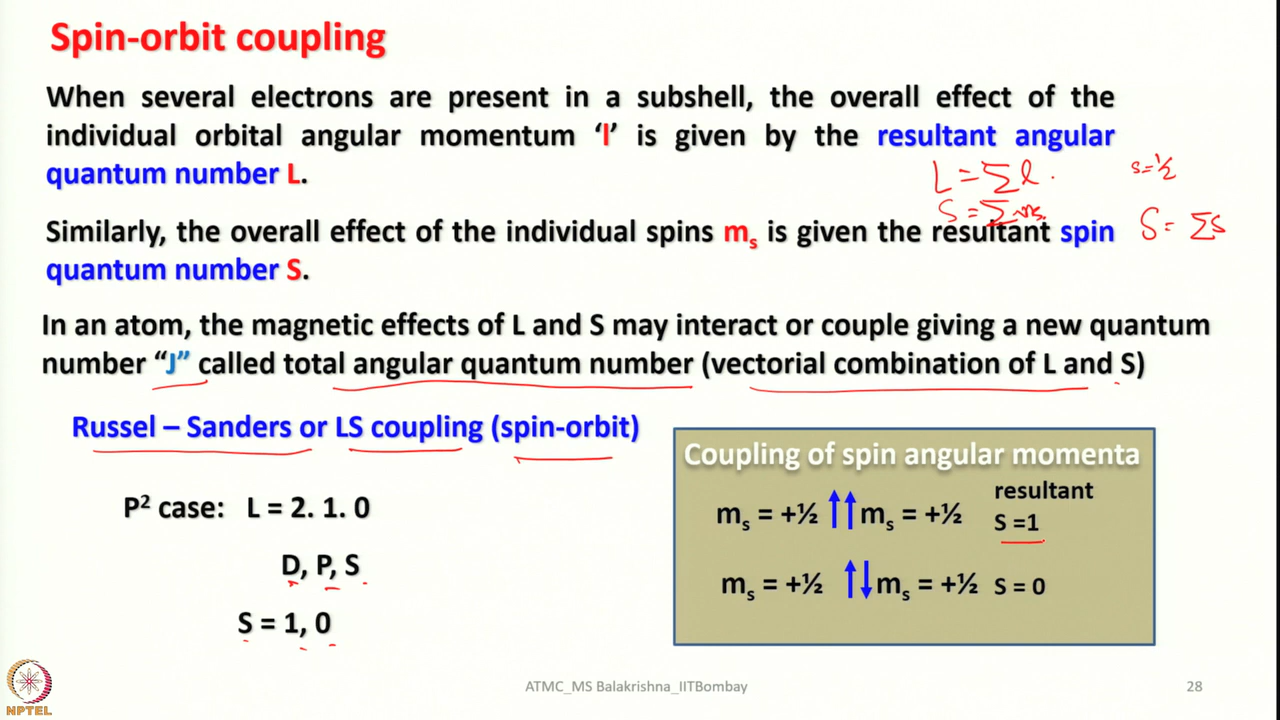 Spin-orbit coupling
When several electrons are present in a subshell, the overall effect of the
individual orbital angular momentum ‘l’ is given by the resultant angular
quantum number L.
L = Σl .
s=½
S = Σms.
S = Σs
Similarly, the overall effect of the individual spins ms is given the resultant spin
quantum number S.
In an atom, the magnetic effects of L and S may interact or couple giving a new quantum
number “J” called total angular quantum number (vectorial combination of L and S)
Russel – Sanders or LS coupling (spin-orbit)
P² case: L = 2. 1. 0
D, P, S
S = 1, 0
Coupling of spin angular momenta
resultant
ms = +½ ↑↑ ms = +½ S =1
ms = +½ ↑↓ ms = +½ S = 0
NPTEL
ATMC_MS Balakrishna_IITBombay
28